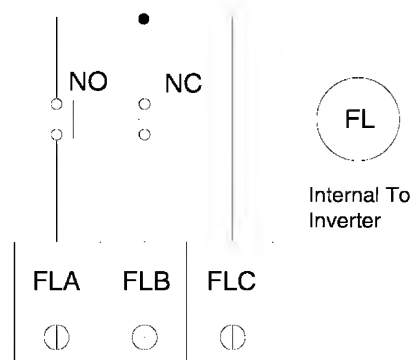 NO
NC
FL
Internal To
Inverter
FLA
FLB
FLC